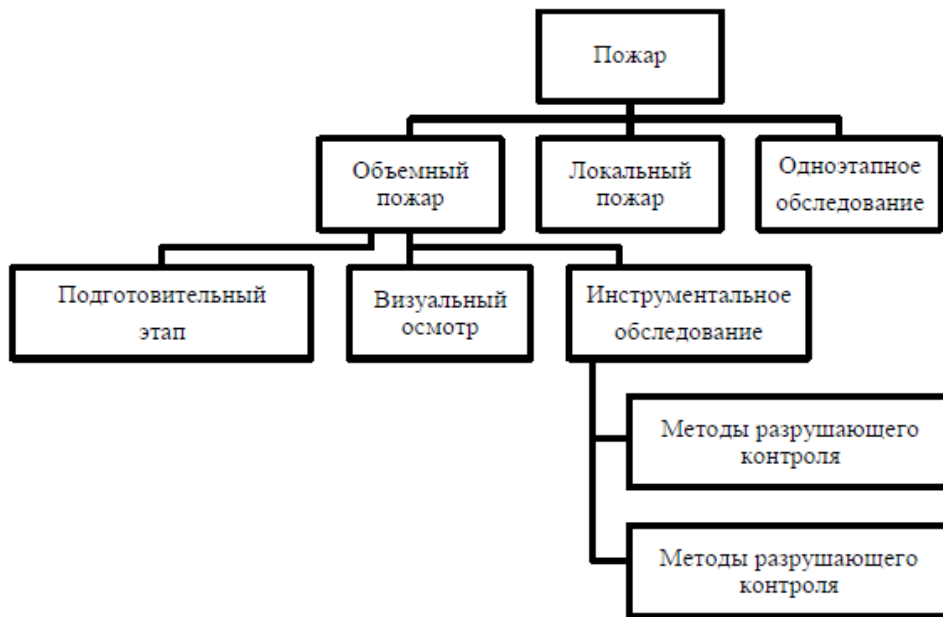 Пожар
Объемный
пожар
Локальный
пожар
Одноэтапное
обследование
Подготовительный
этап
Визуальный
осмотр
Инструментальное
обследование
Методы разрушающего
контроля
Методы разрушающего
контроля